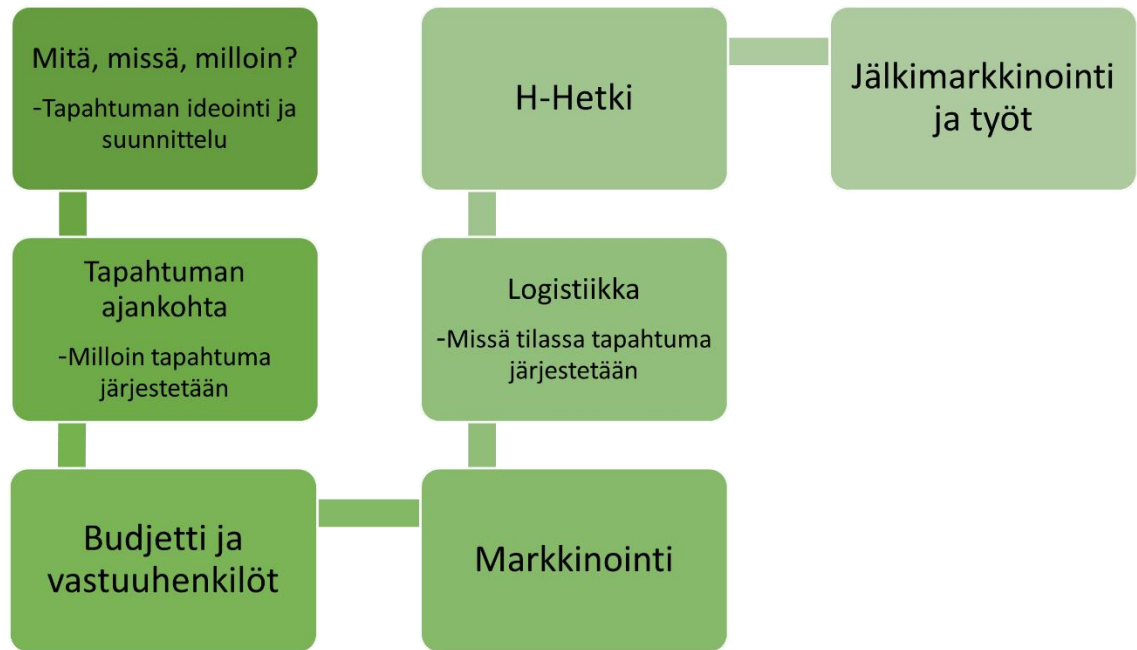 Mitä, missä, milloin?
-Tapahtuman ideointi ja
suunnittelu
Tapahtuman
ajankohta
-Milloin tapahtuma
järjestetään
Budjetti ja
vastuuhenkilöt
Markkinointi
Logistiikka
-Missä tilassa tapahtuma
järjestetään
H-Hetki
Jälkimarkkinointi
ja työt